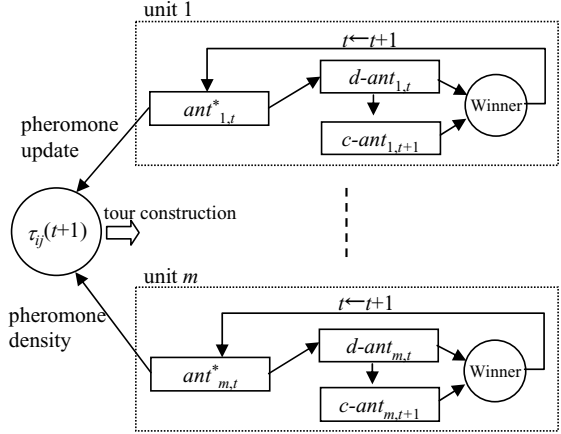 unit 1
t←t+1
d-ant1,t
ant*1,t
Winner
c-ant1,t+1
pheromone
update
τij(t+1)
tour construction
unit m
t←t+1
pheromone
density
d-antm,t
ant*m,t
Winner
c-antm,t+1